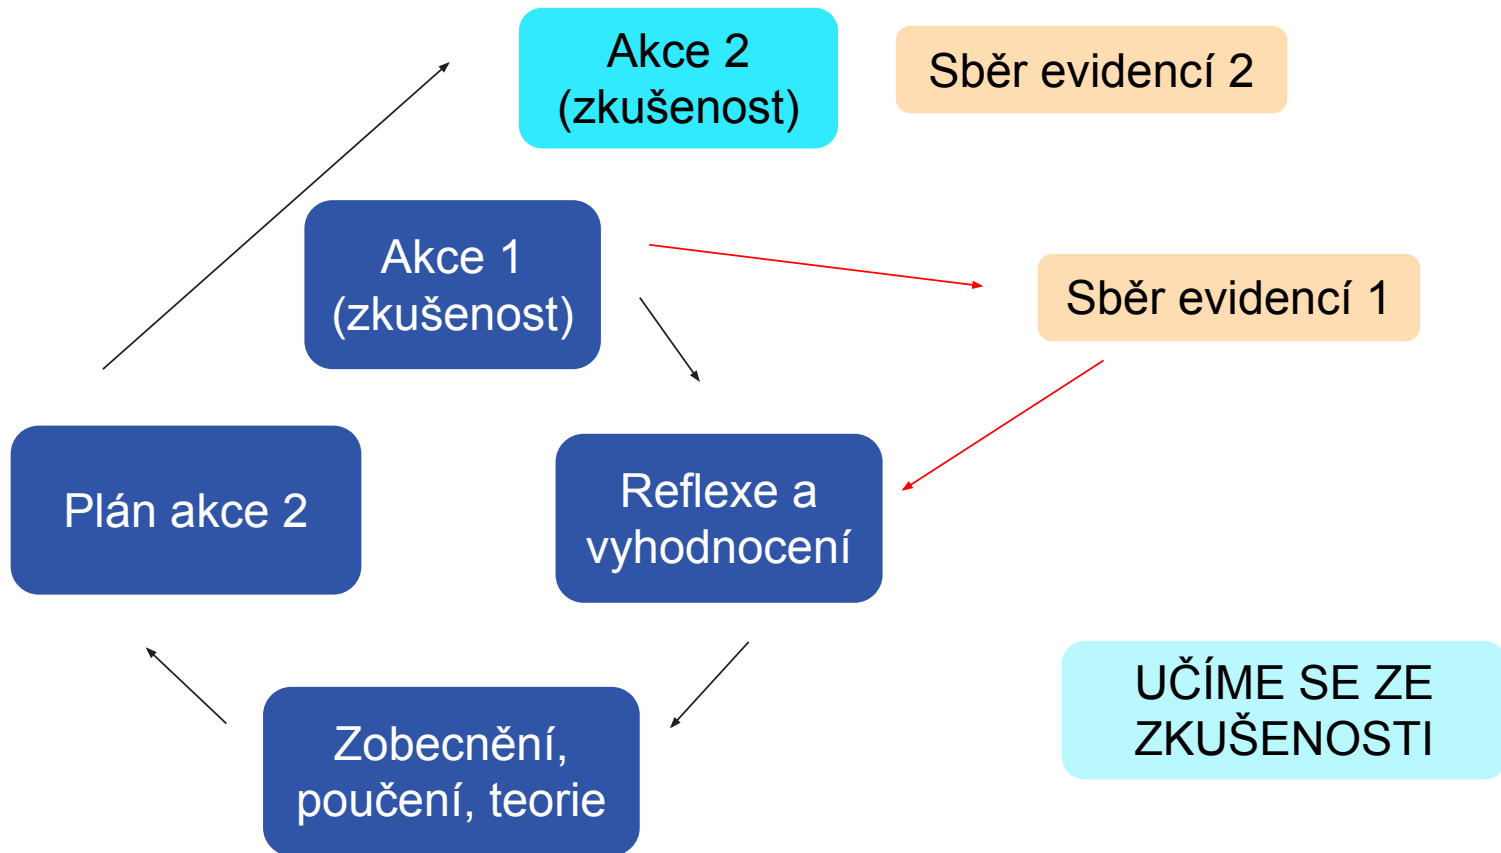 Akce 2
(zkušenost)
Sběr evidencí 2
Akce 1
(zkušenost)
Sběr evidencí 1
Plán akce 2
Reflexe a
vyhodnocení
Zobecnění,
poučení, teorie
UČÍME SE ZE
ZKUŠENOSTI